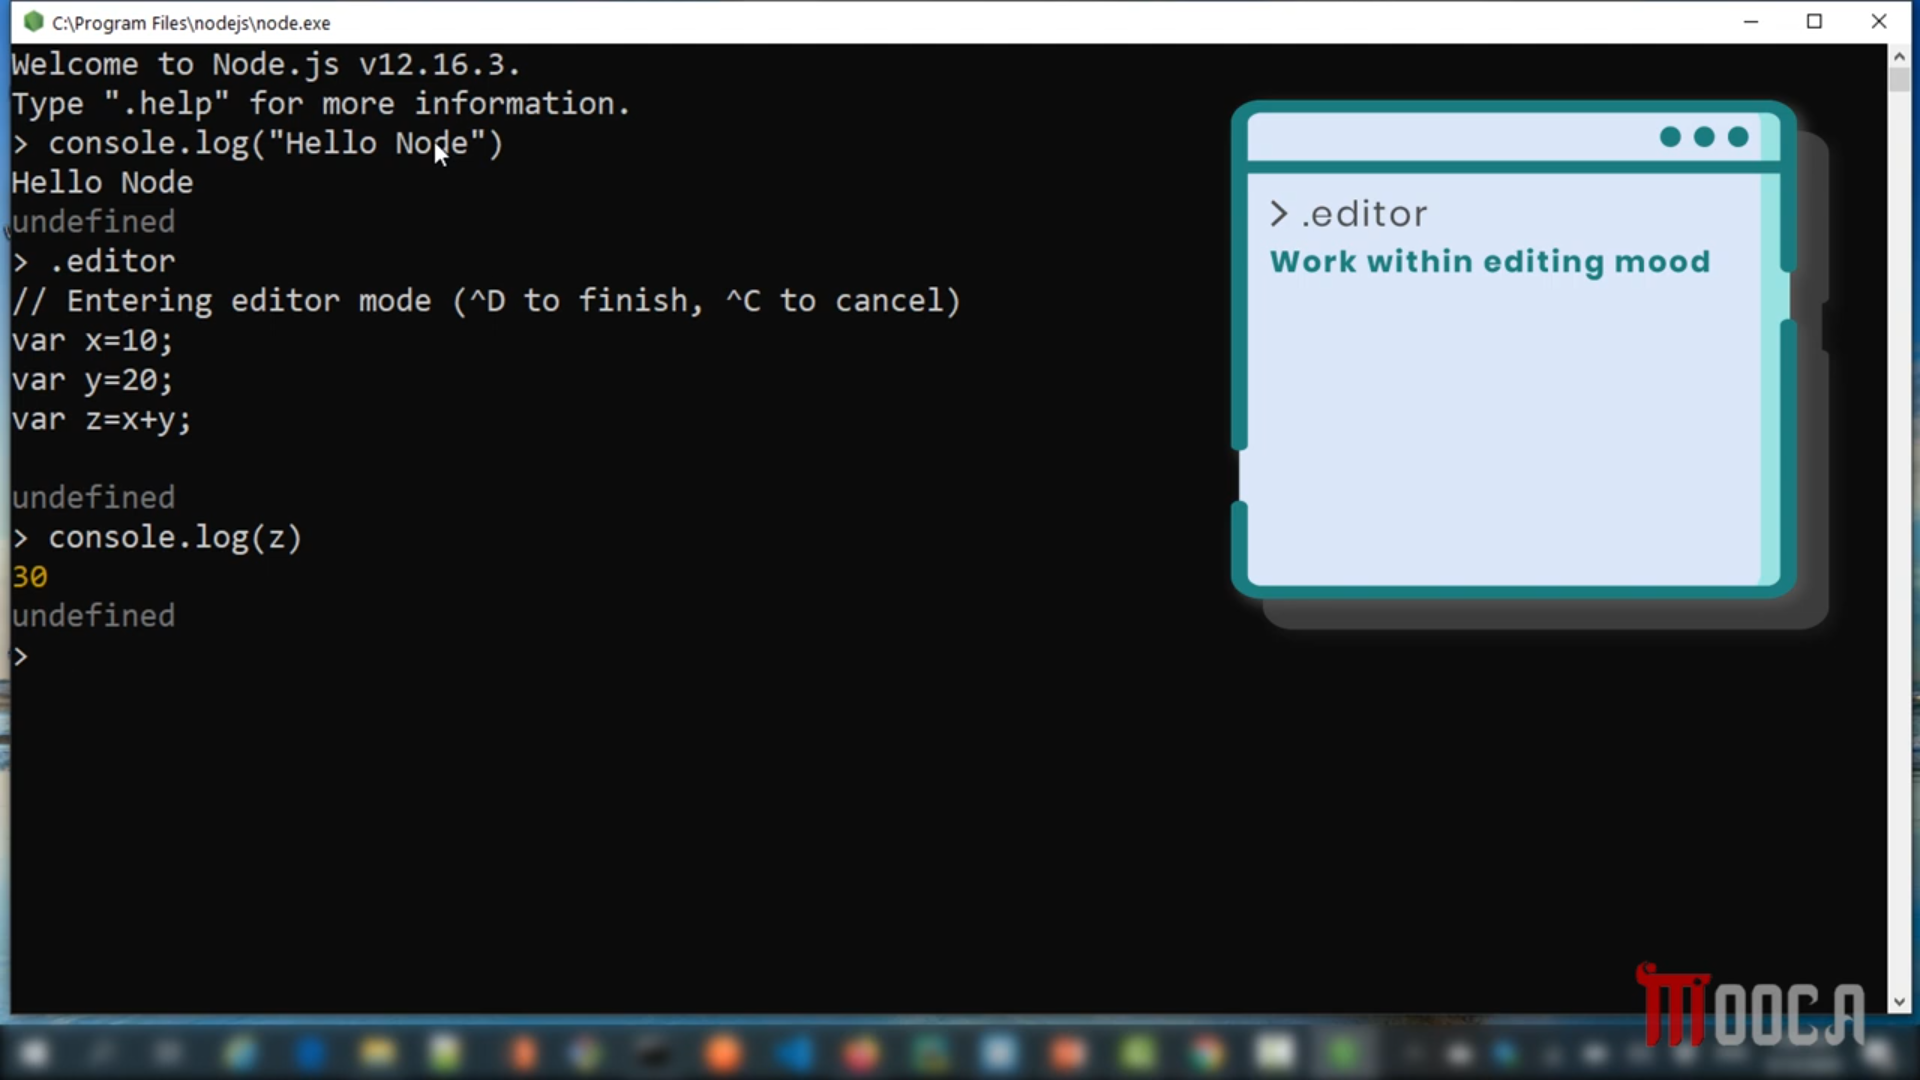 C:\Program Files\nodejs\node.exe
Welcome to Node.js v12.16.3.
Type ".help" for more information.
> console.log("Hello Node")
Hello Node
undefined
> .editor
// Entering editor mode (^D to finish, ^C to cancel)
var x=10;
var y=20;
var z=x+y;
undefined
> console.log(z)
30
undefined
>
> .editor
Work within editing mood
MOOCA